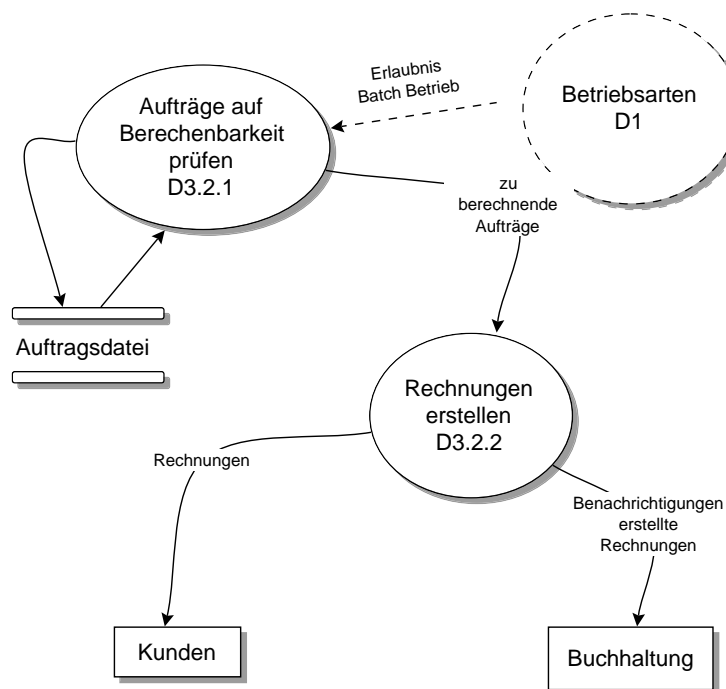 Aufträge auf
Berechenbarkeit
prüfen
D3.2.1
Erlaubnis
Batch Betrieb
Betriebsarten
D1
zu
berechnende
Aufträge
Auftragsdatei
Rechnungen
erstellen
D3.2.2
Rechnungen
Benachrichtigungen
erstellte
Rechnungen
Kunden
Buchhaltung